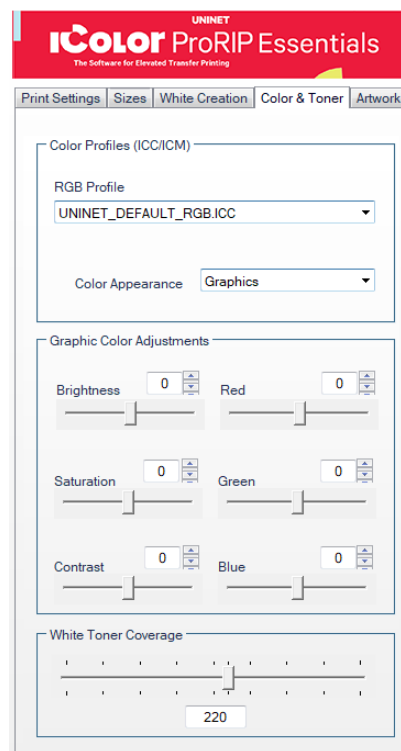 UNINET
IColor ProRIP Essentials
The Software for Elevated Transfer Printing
Print Settings Sizes White Creation Color & Toner Artwork
Color Profiles (ICC/ICM)
RGB Profile
UNINET_DEFAULT_RGB.ICC
Color Appearance Graphics
Graphic Color Adjustments
Brightness 0 Red 0
Saturation 0 Green 0
Contrast 0 Blue 0
White Toner Coverage
220